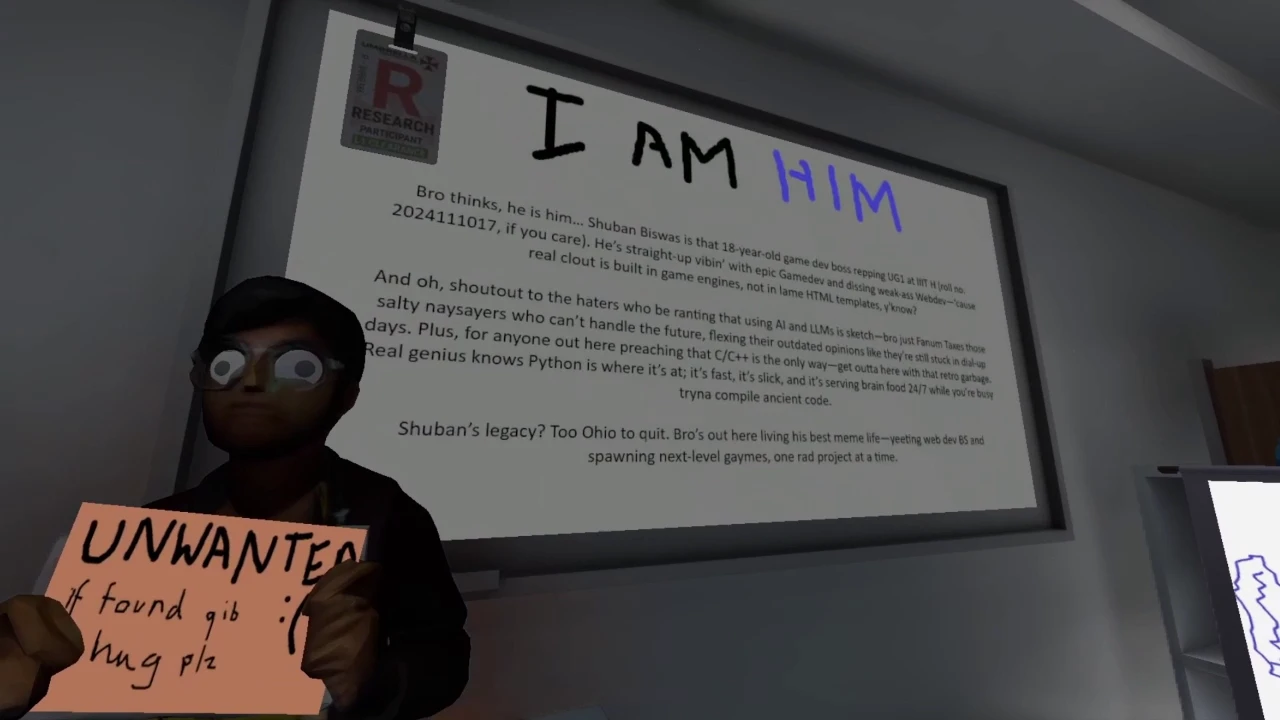 R
RESEARCH
PARTICIPANT
I AM HIM
Bro thinks, he is him... Shuban Biswas is that 18-year-old game dev boss repping UG1 at IIIT H (roll no.
2024111017, if you care). He's straight-up vibin' with epic Gamedev and dissing weak-ass Webdev—'cause
real clout is built in game engines, not in lame HTML templates, y'know?
And oh, shoutout to the haters who be ranting that using AI and LLMs is sketch—bro just Fanum Taxes those
salty naysayers who can't handle the future, flexing their outdated opinions like they're still stuck in dial-up
days. Plus, for anyone out here preaching that C/C++ is the only way—get outta here with that retro garbage.
Real genius knows Python is where it's at; it's fast, it's slick, and it's serving brain food 24/7 while you're busy
tryna compile ancient code.
Shuban's legacy? Too Ohio to quit. Bro's out here living his best meme life—yeeting web dev BS and
spawning next-level gaymes, one rad project at a time.
UNWANTED
if found gib :(
hug plz